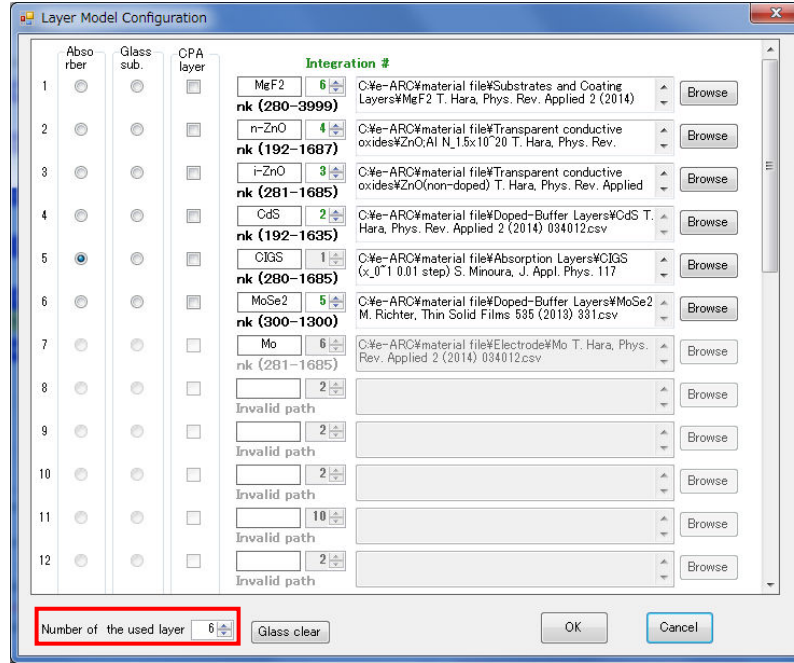 Layer Model Configuration
Abso
rber
Glass
sub.
CPA
layer
Integration #
1 MgF2 6 C:¥e-ARC¥material file¥Substrates and Coating
Layers¥MgF2 T. Hara, Phys. Rev. Applied 2 (2014) Browse
nk (280-3999)
2 n-ZnO 4 C:¥e-ARC¥material file¥Transparent conductive
oxides¥ZnO;Al N_1.5x10^20 T. Hara, Phys. Rev. Browse
nk (192-1687)
3 i-ZnO 3 C:¥e-ARC¥material file¥Transparent conductive
oxides¥ZnO(non-doped) T. Hara, Phys. Rev. Applied Browse
nk (281-1685)
4 CdS 2 C:¥e-ARC¥material file¥Doped-Buffer Layers¥CdS T.
Hara, Phys. Rev. Applied 2 (2014) 034012.csv Browse
nk (192-1635)
5 CIGS 1 C:¥e-ARC¥material file¥Absorption Layers¥CIGS
(x_0~1 0.01 step) S. Minoura, J. Appl. Phys. 117 Browse
nk (280-1685)
6 MoSe2 5 C:¥e-ARC¥material file¥Doped-Buffer Layers¥MoSe2
M. Richter, Thin Solid Films 535 (2013) 331.csv Browse
nk (300-1300)
7 Mo 6 C:¥e-ARC¥material file¥Electrode¥Mo T. Hara, Phys.
Rev. Applied 2 (2014) 034012.csv Browse
nk (281-1685)
8 2 Browse
Invalid path
9 2 Browse
Invalid path
10 2 Browse
Invalid path
11 10 Browse
Invalid path
12 2 Browse
Invalid path
Number of the used layer 6 Glass clear OK Cancel